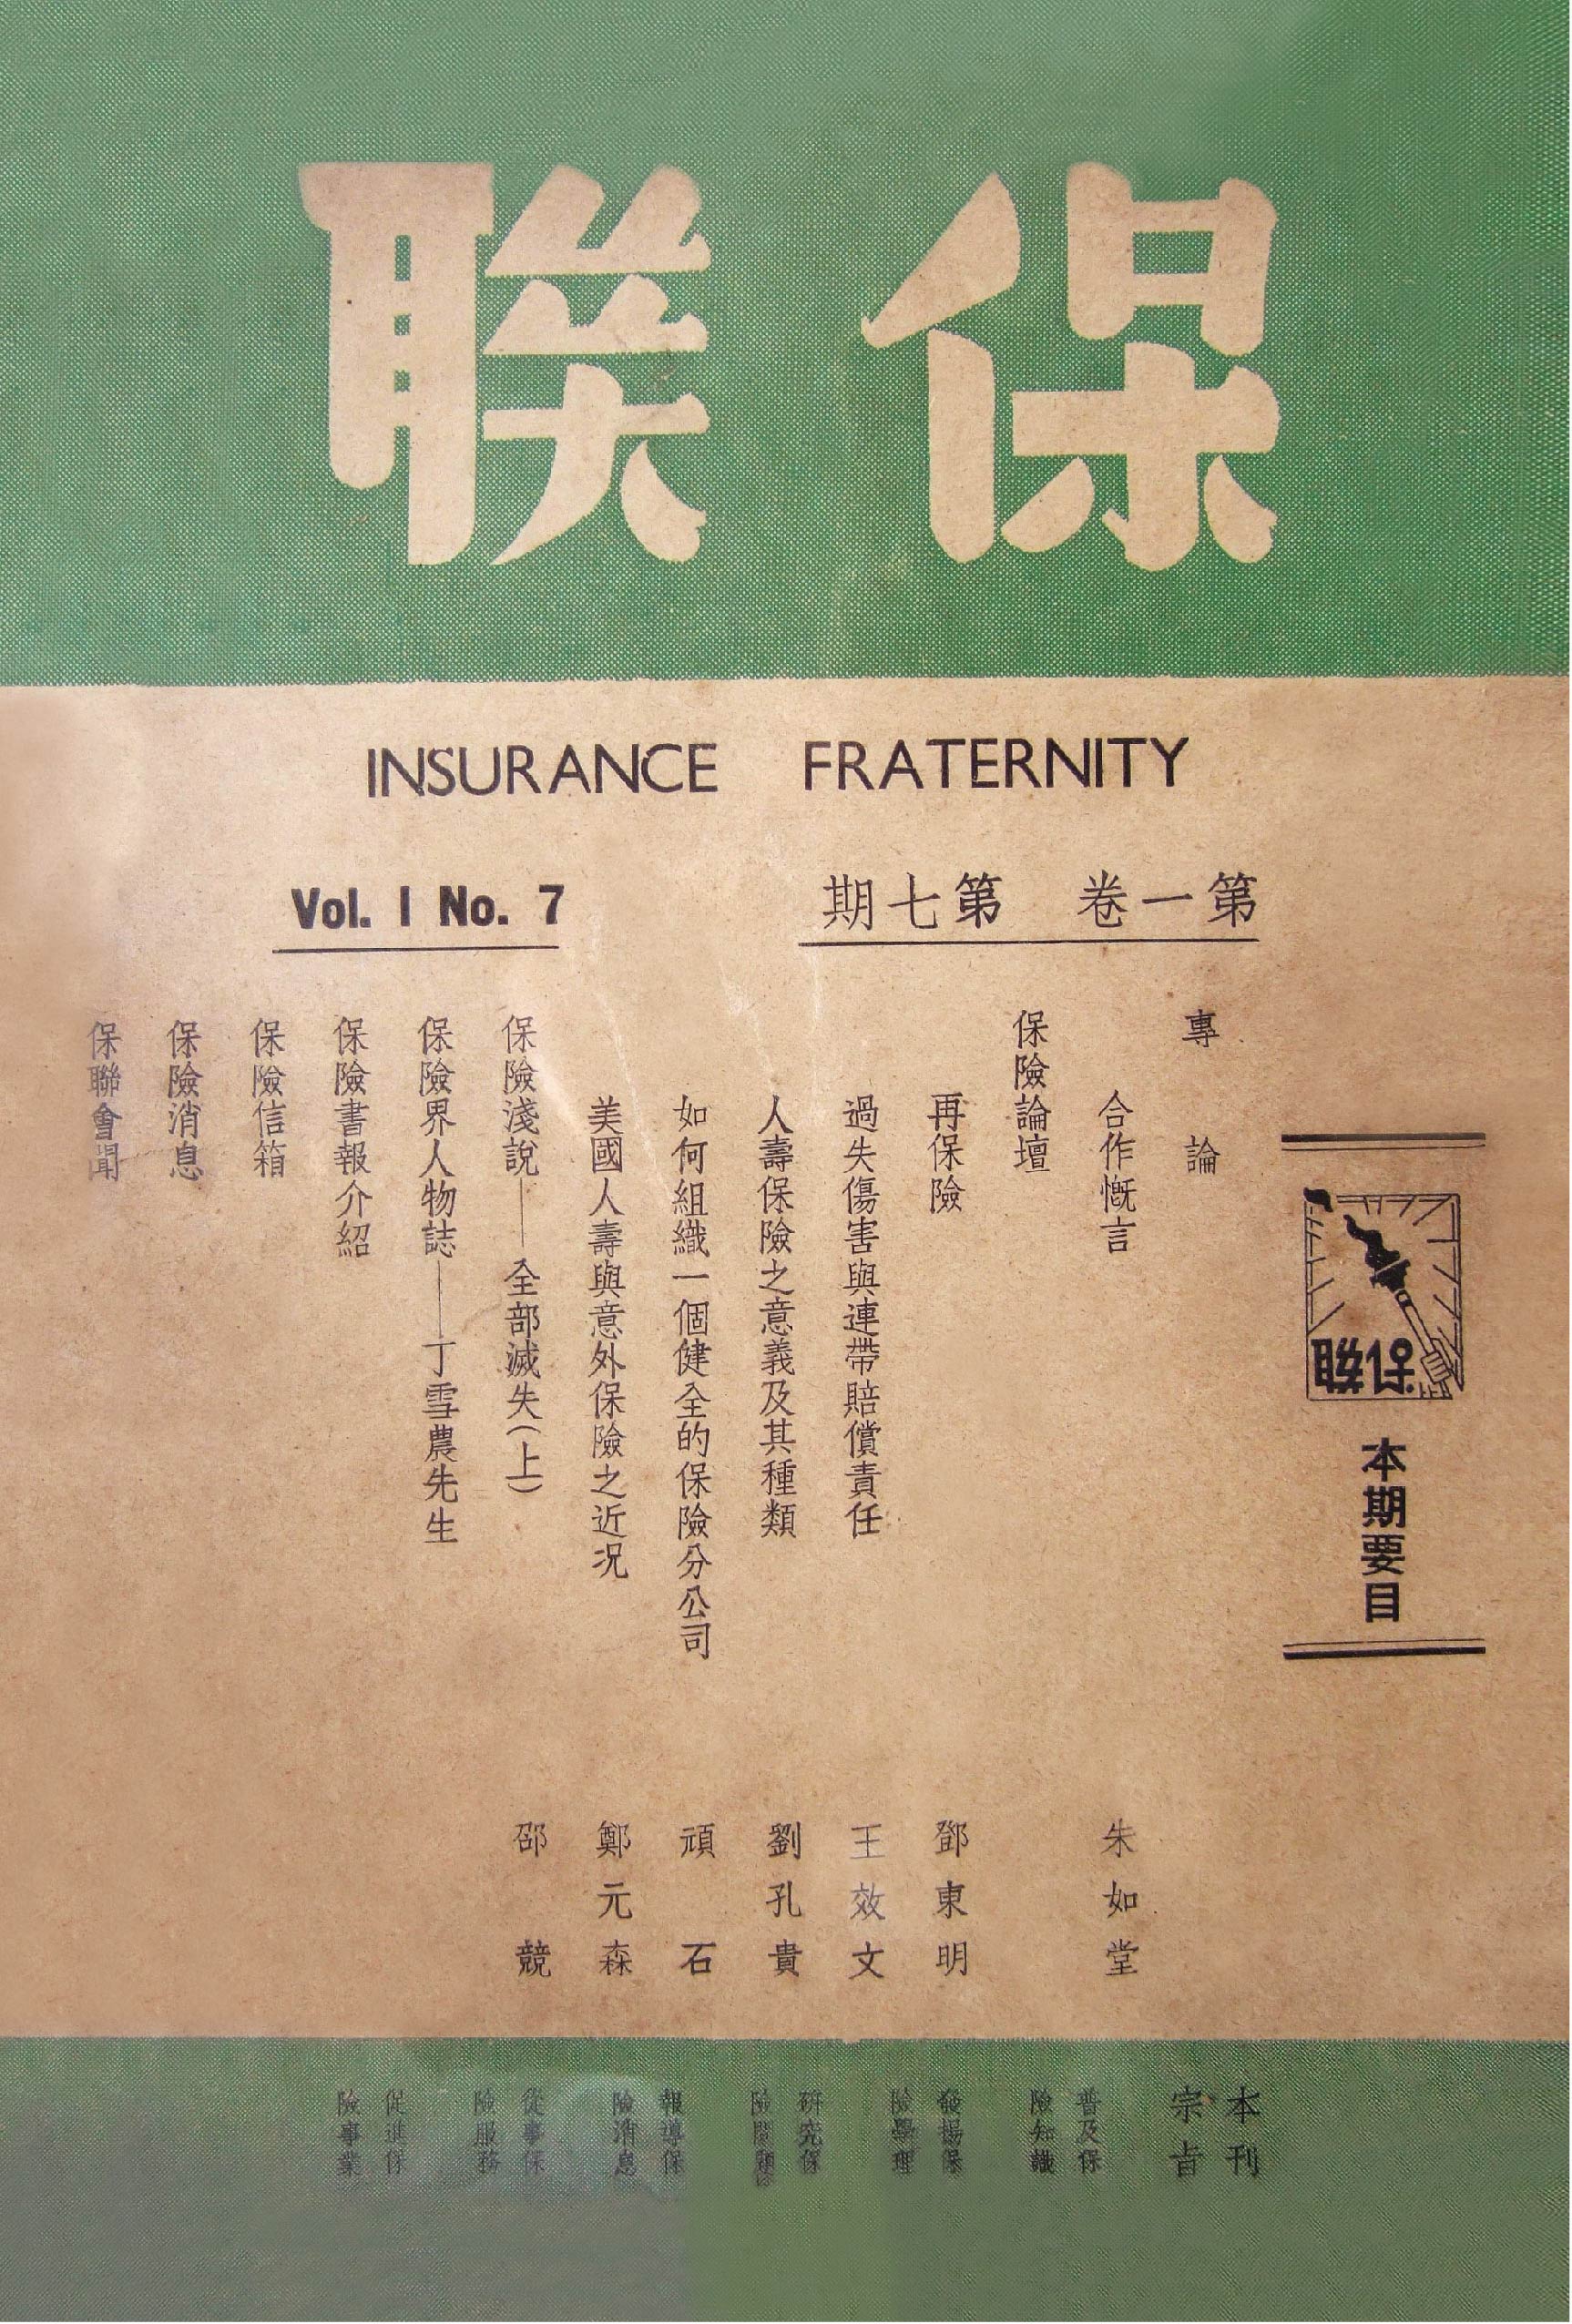 保聯
INSURANCE FRATERNITY
第一卷 第七期
Vol. 1 No. 7
保聯
本期要目
專論
合作慨言 朱如堂
保險論壇
再保險 鄧東明
過失傷害與連帶賠償責任 王效文
人壽保險之意義及其種類 劉孔貴
如何組織一個健全的保險分公司 頑石
美國人壽與意外保險之近況 鄭元森
保險淺說——全部滅失(上) 邵競
保險界人物誌——丁雪農先生
保險書報介紹
保險信箱
保險消息
保聯會聞
本刊
宗旨
普及保
險知識
發揚保
險學理
研究保
險問題
報導保
險消息
從事保
險服務
促進保
險事業